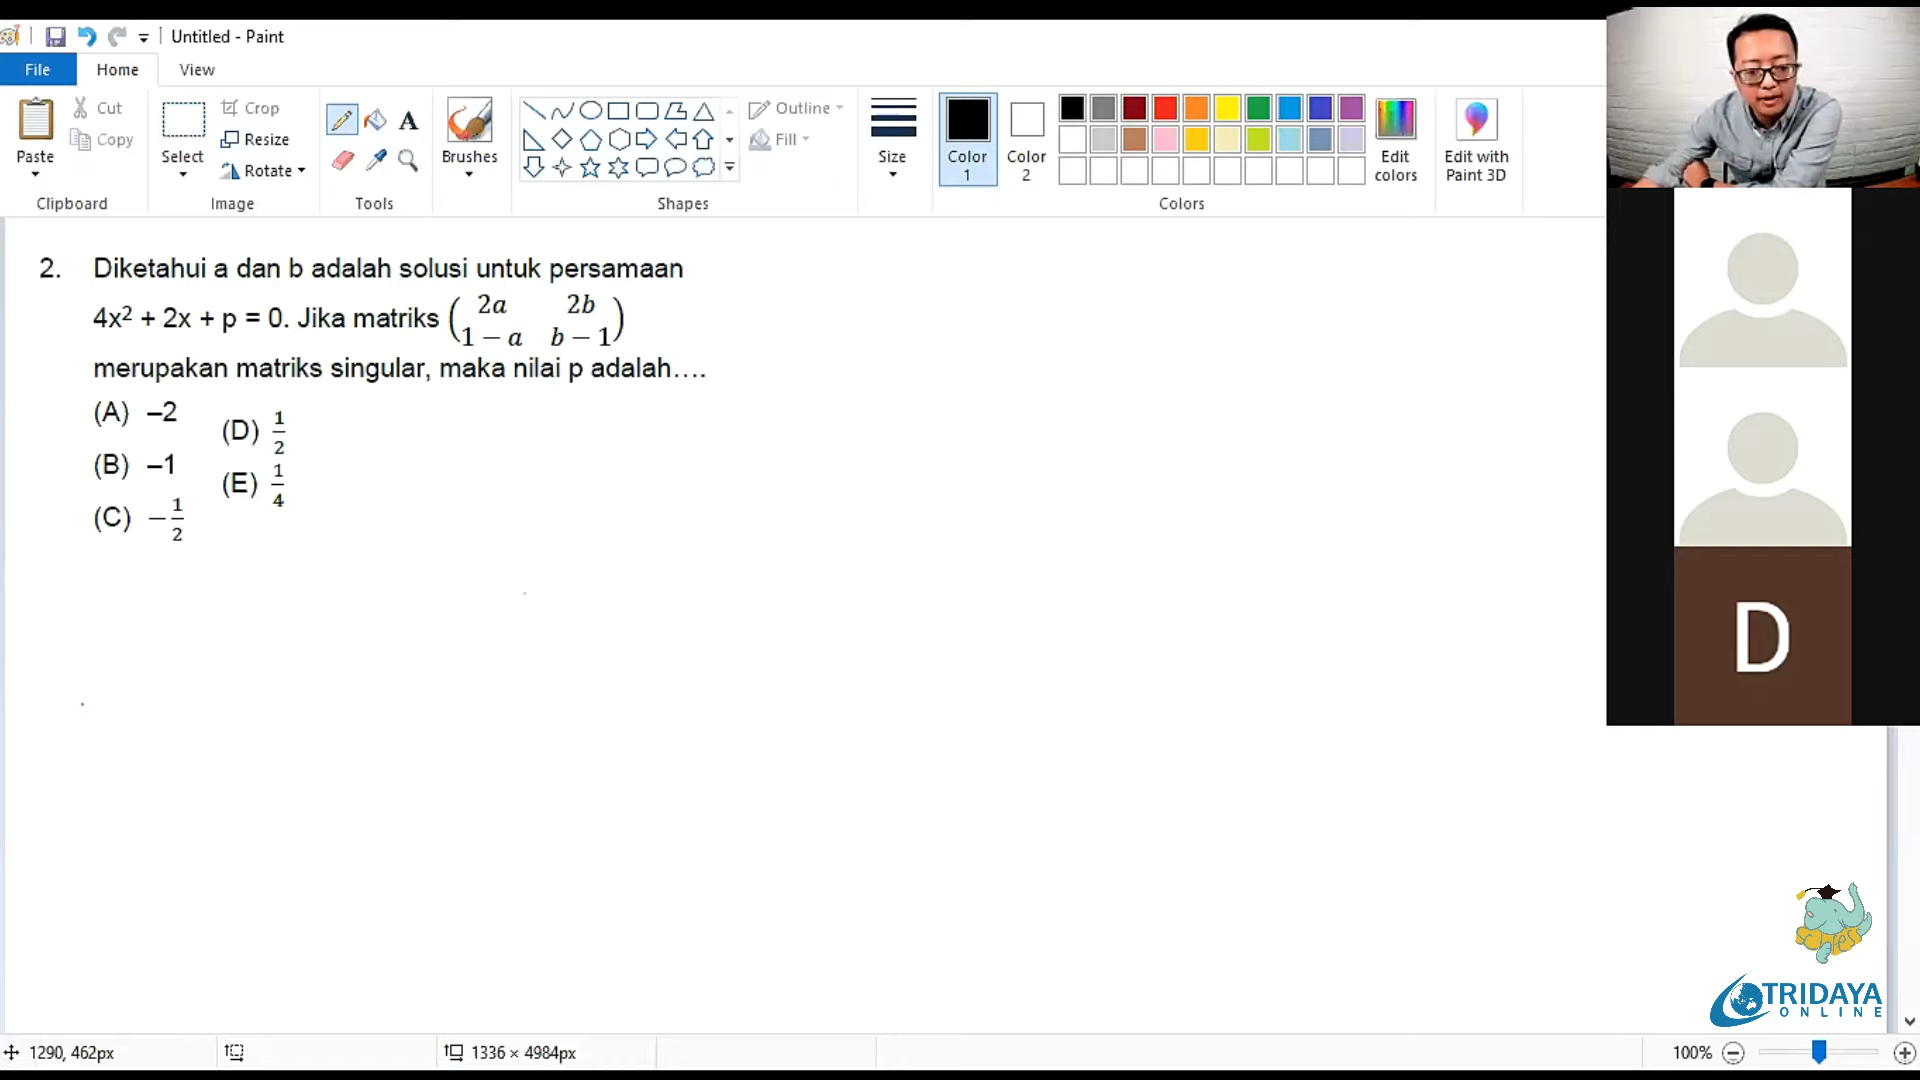 Untitled - Paint
File Home View
Paste
Cut
Copy
Clipboard
Select
Crop
Resize
Rotate
Image
A
Tools
Brushes
Shapes
Outline
Fill
Size
Color 1
Color 2
Colors
Edit colors
Edit with Paint 3D
2. Diketahui a dan b adalah solusi untuk persamaan
4x² + 2x + p = 0. Jika matriks (2a 2b
1 − a b − 1)
merupakan matriks singular, maka nilai p adalah....
(A) –2
(B) –1
(C) −1/2
(D) 1/2
(E) 1/4
D
TRIDAYA
ONLINE
1290, 462px
1336 × 4984px
100%